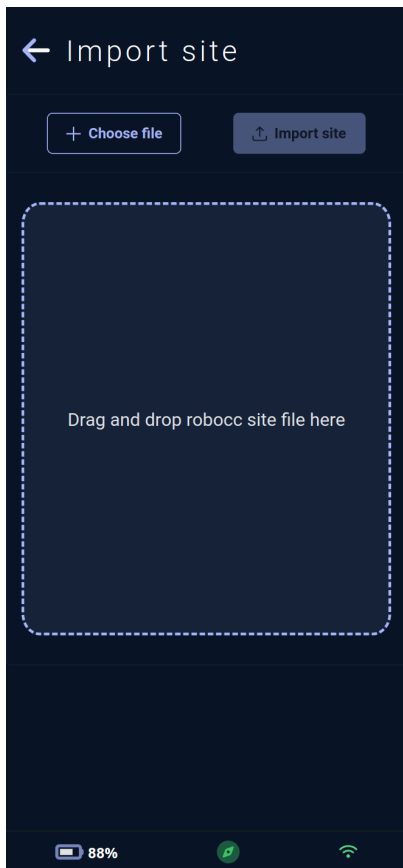 Import site
Choose file
Import site
Drag and drop robocc site file here
88%